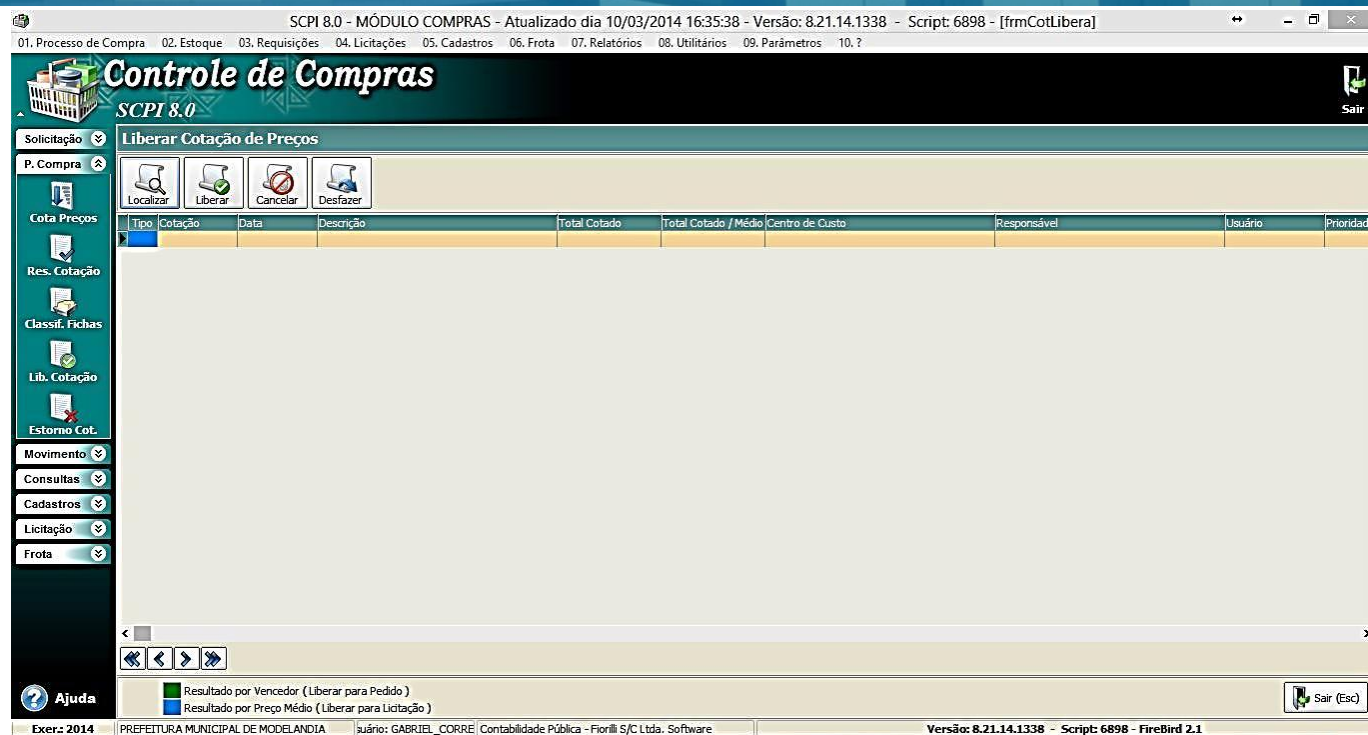 SCPI 8.0 - MÓDULO COMPRAS - Atualizado dia 10/03/2014 16:35:38 - Versão: 8.21.14.1338 - Script: 6898 - [frmCotLibera]
01. Processo de Compra 02. Estoque 03. Requisições 04. Licitações 05. Cadastros 06. Frota 07. Relatórios 08. Utilitários 09. Parâmetros 10. ?
Controle de Compras
SCPI 8.0
Sair
Solicitação
Liberar Cotação de Preços
P. Compra
Localizar Liberar Cancelar Desfazer
Cota Preços
Tipo Cotação Data Descrição Total Cotado Total Cotado / Médio Centro de Custo Responsável Usuário Prioridad
Res. Cotação
Classif. Fichas
Lib. Cotação
Estorno Cot.
Movimento
Consultas
Cadastros
Licitação
Frota
Ajuda
Resultado por Vencedor ( Liberar para Pedido )
Resultado por Preço Médio ( Liberar para Licitação )
Sair (Esc)
Exer.: 2014 PREFEITURA MUNICIPAL DE MODELANDIA suário: GABRIEL_CORRE Contabilidade Pública - Fiorilli S/C Ltda. Software Versão: 8.21.14.1338 - Script: 6898 - FireBird 2.1